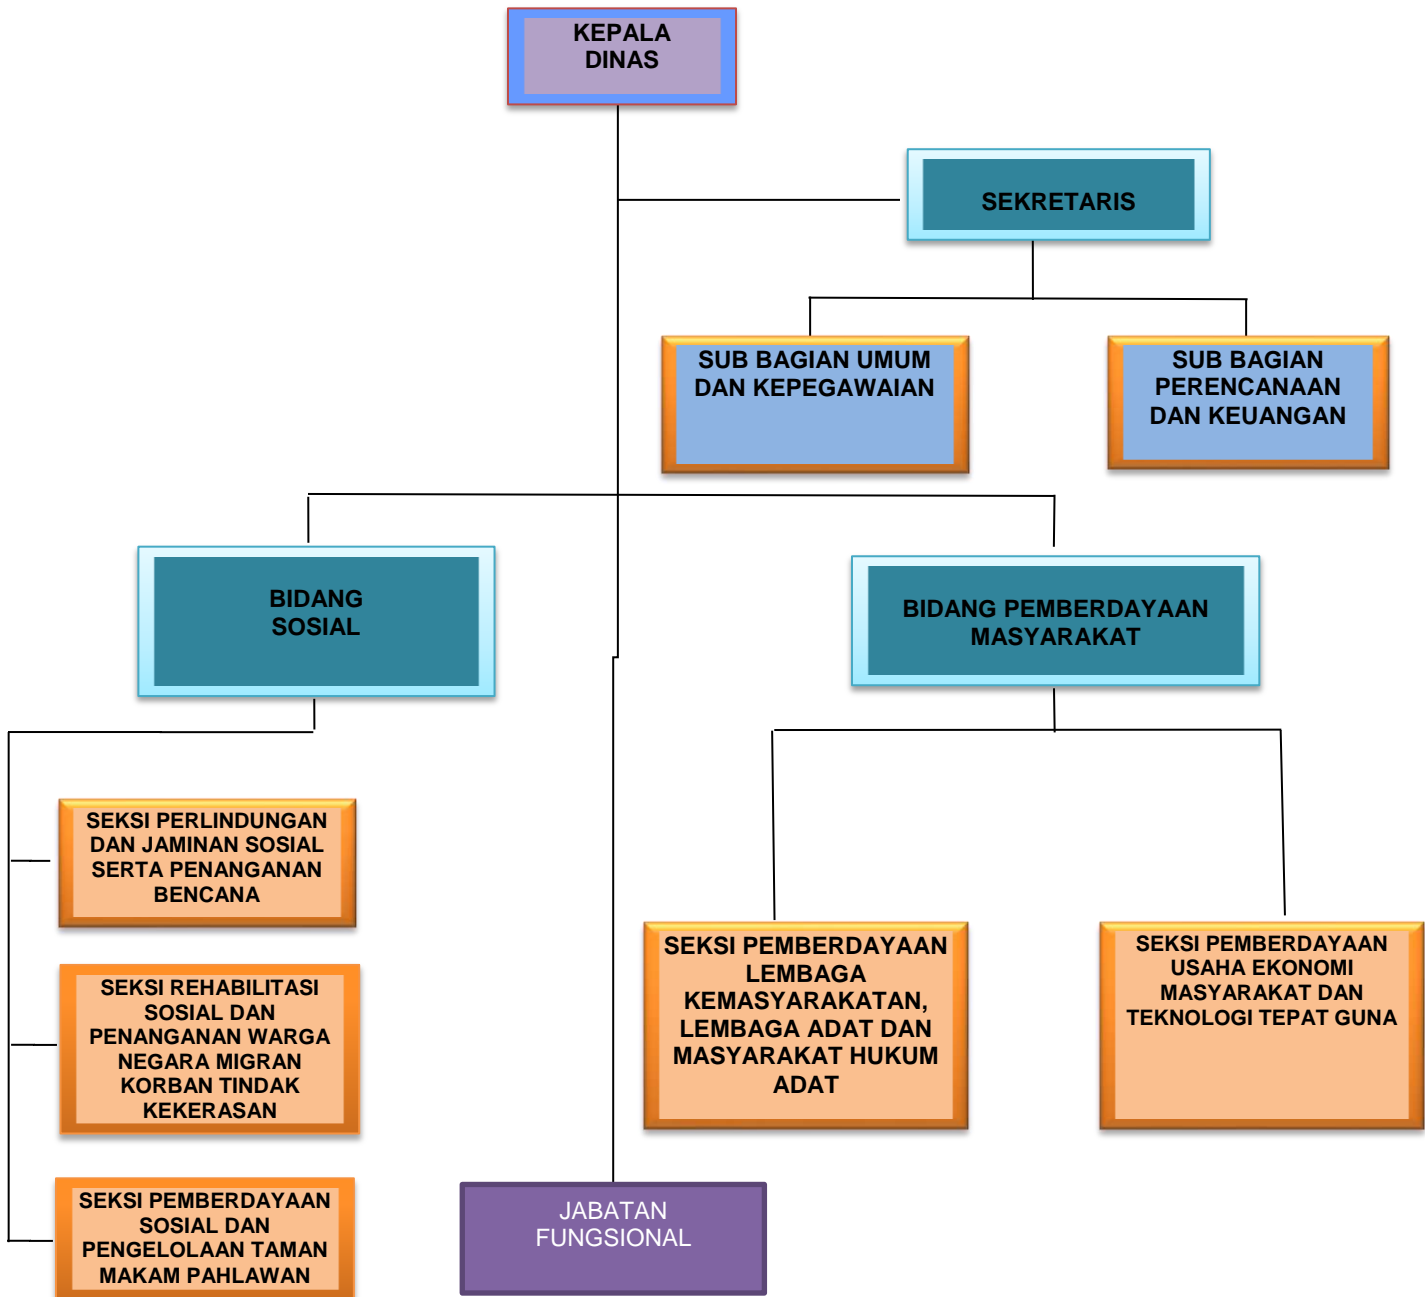 KEPALA
DINAS
SEKRETARIS
SUB BAGIAN UMUM
DAN KEPEGAWAIAN
SUB BAGIAN
PERENCANAAN
DAN KEUANGAN
BIDANG
SOSIAL
BIDANG PEMBERDAYAAN
MASYARAKAT
SEKSI PERLINDUNGAN
DAN JAMINAN SOSIAL
SERTA PENANGANAN
BENCANA
SEKSI REHABILITASI
SOSIAL DAN
PENANGANAN WARGA
NEGARA MIGRAN
KORBAN TINDAK
KEKERASAN
SEKSI PEMBERDAYAAN
SOSIAL DAN
PENGELOLAAN TAMAN
MAKAM PAHLAWAN
SEKSI PEMBERDAYAAN
LEMBAGA
KEMASYARAKATAN,
LEMBAGA ADAT DAN
MASYARAKAT HUKUM
ADAT
SEKSI PEMBERDAYAAN
USAHA EKONOMI
MASYARAKAT DAN
TEKNOLOGI TEPAT GUNA
JABATAN
FUNGSIONAL